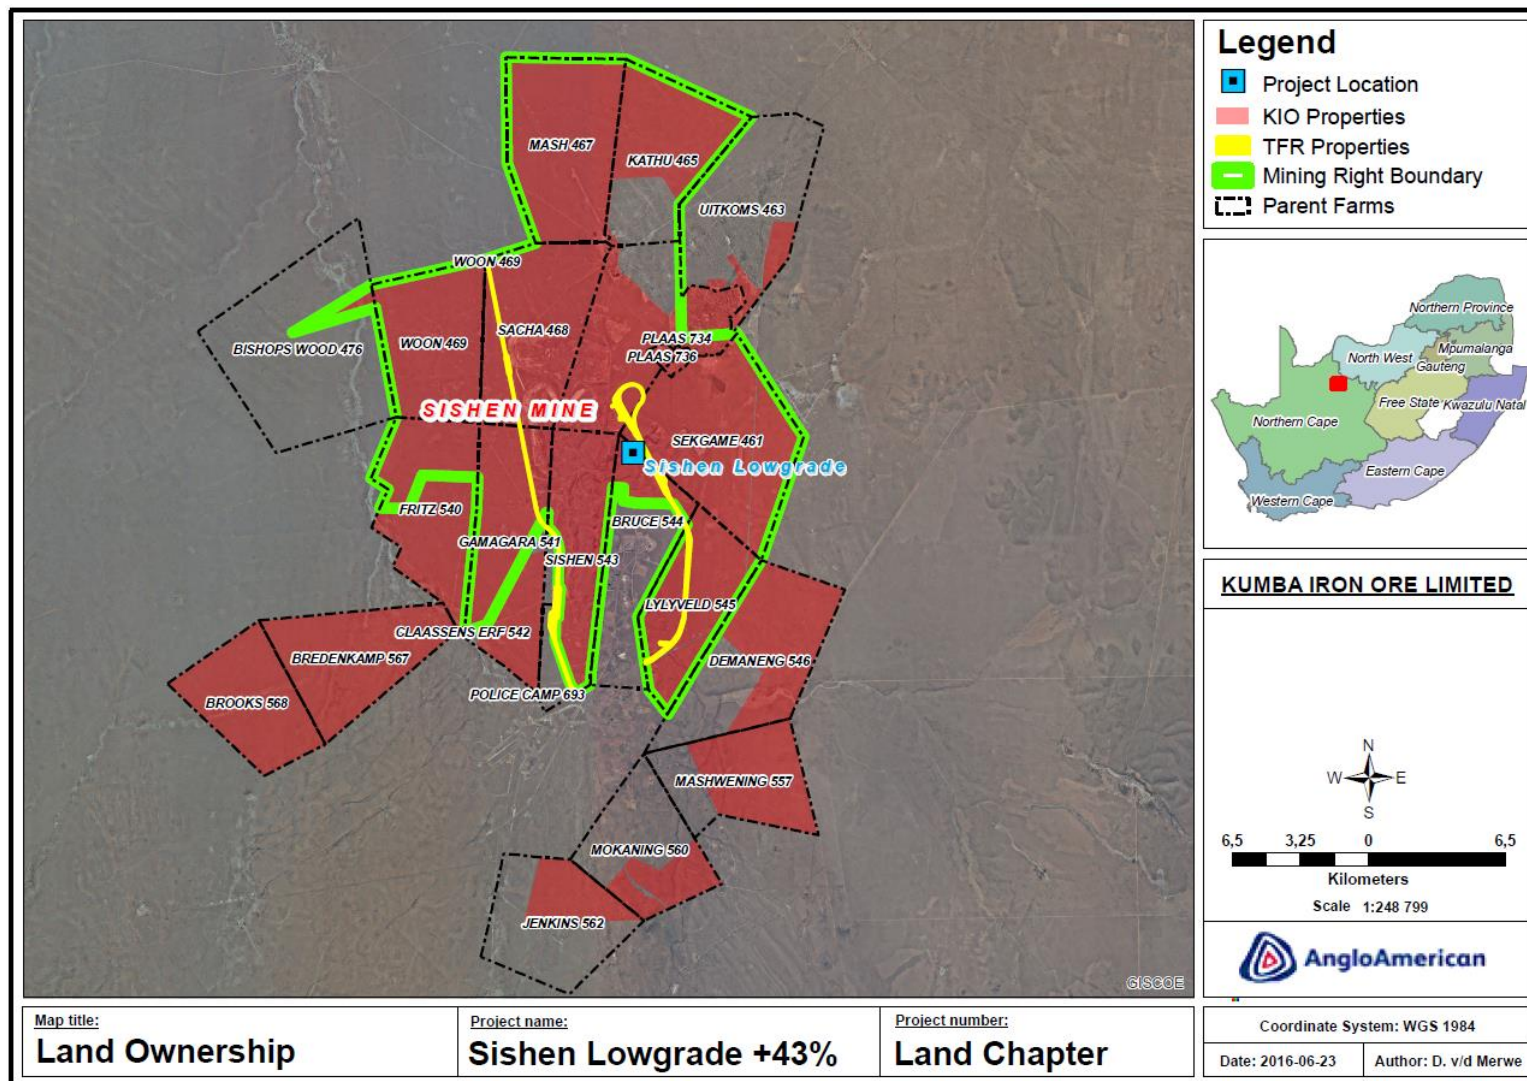 MASH 467
KATHU 465
UITKOMS 463
WOON 469
SACHA 468
PLAAS 734
BISHOPS WOOD 476
WOON 469
PLAAS 736
SISHEN MINE
SEKGAME 461
Sishen Lowgrade
FRITZ 540
BRUCE 544
GAMAGARA 541
SISHEN 543
LYLYVELD 545
CLAASSENS ERF 542
BREDENKAMP 567
DEMANENG 546
BROOKS 568
POLICE CAMP 693
MASHWENING 557
MOKANING 560
JENKINS 562
GISCOE
Legend
Project Location
KIO Properties
TFR Properties
Mining Right Boundary
Parent Farms
Northern Province
North West
Mpumalanga
Gauteng
Free State
Kwazulu Natal
Northern Cape
Eastern Cape
Western Cape
KUMBA IRON ORE LIMITED
N
W E
S
6,5 3,25 0 6,5
Kilometers
Scale 1:248 799
AngloAmerican
Map title:
Land Ownership
Project name:
Sishen Lowgrade +43%
Project number:
Land Chapter
Coordinate System: WGS 1984
Date: 2016-06-23
Author: D. v/d Merwe